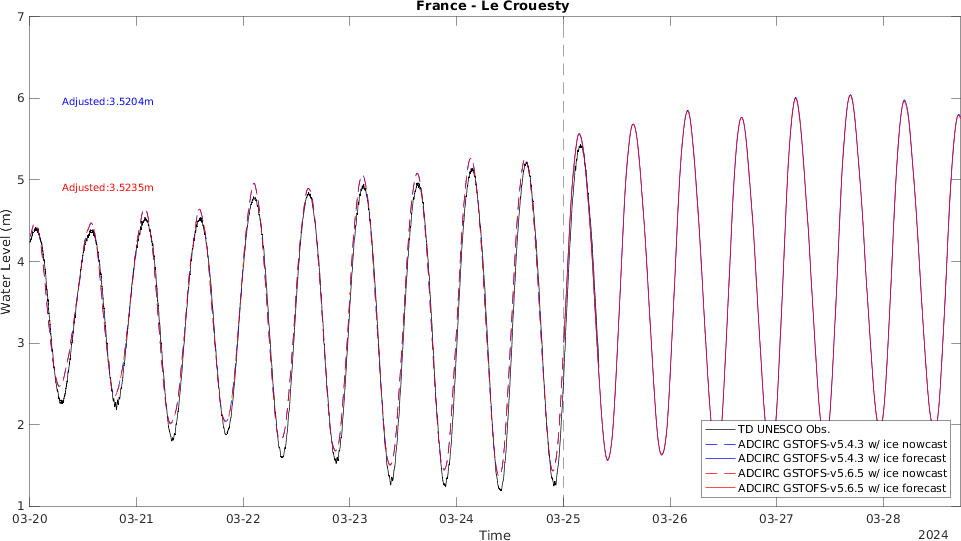 France - Le Crouesty
7
6
5
4
3
2
1
Water Level (m)
Adjusted:3.5204m
Adjusted:3.5235m
TD UNESCO Obs.
ADCIRC GSTOFS-v5.4.3 w/ ice nowcast
ADCIRC GSTOFS-v5.4.3 w/ ice forecast
ADCIRC GSTOFS-v5.6.5 w/ ice nowcast
ADCIRC GSTOFS-v5.6.5 w/ ice forecast
03-20 03-21 03-22 03-23 03-24 03-25 03-26 03-27 03-28
Time
2024